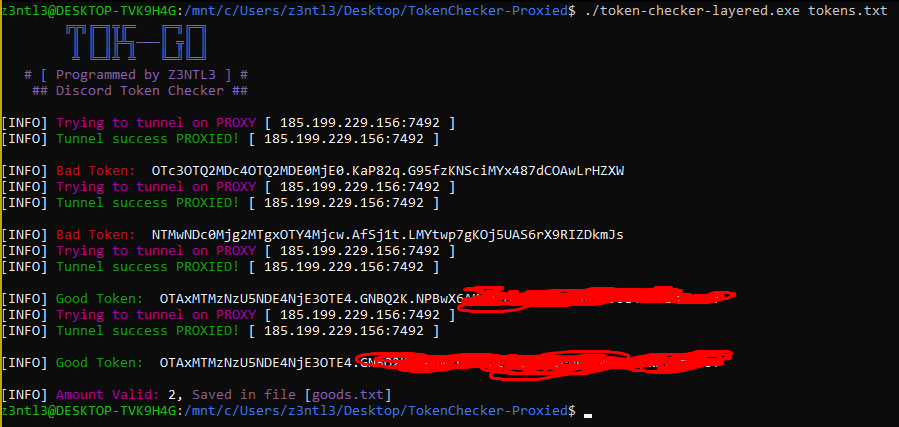 z3ntl3@DESKTOP-TVK9H4G:/mnt/c/Users/z3ntl3/Desktop/TokenChecker-Proxied$ ./token-checker-layered.exe tokens.txt
TOK-GO
# [ Programmed by Z3NTL3 ] #
## Discord Token Checker ##
[INFO] Trying to tunnel on PROXY [ 185.199.229.156:7492 ]
[INFO] Tunnel success PROXIED! [ 185.199.229.156:7492 ]
[INFO] Bad Token:  OTc3OTQ2MDc4OTQ2MDE0MjE0.KaP82q.G95fzKNSciMYx487dCOAwLrHZXW
[INFO] Trying to tunnel on PROXY [ 185.199.229.156:7492 ]
[INFO] Tunnel success PROXIED! [ 185.199.229.156:7492 ]
[INFO] Bad Token:  NTMwNDc0Mjg2MTgxOTY4Mjcw.AfSj1t.LMYtwp7gKOj5UAS6rX9RIZDkmJs
[INFO] Trying to tunnel on PROXY [ 185.199.229.156:7492 ]
[INFO] Tunnel success PROXIED! [ 185.199.229.156:7492 ]
[INFO] Good Token:  OTAxMTMzNzU5NDE4NjE3OTE4.GNBQ2K.NPBwX6
[INFO] Trying to tunnel on PROXY [ 185.199.229.156:7492 ]
[INFO] Tunnel success PROXIED! [ 185.199.229.156:7492 ]
[INFO] Good Token:  OTAxMTMzNzU5NDE4NjE3OTE4.
[INFO] Amount Valid: 2, Saved in file [goods.txt]
z3ntl3@DESKTOP-TVK9H4G:/mnt/c/Users/z3ntl3/Desktop/TokenChecker-Proxied$